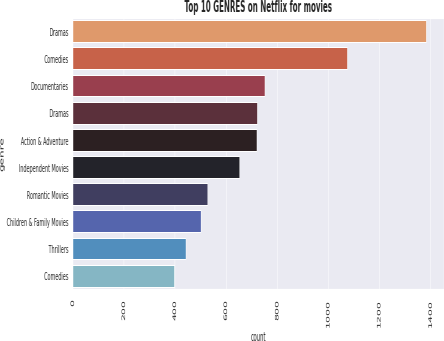 Top 10 GENRES on Netflix for movies
Dramas
Comedies
Documentaries
Dramas
Action & Adventure
Independent Movies
Romantic Movies
Children & Family Movies
Thrillers
Comedies
genre
0 200 400 600 800 1000 1200 1400
count